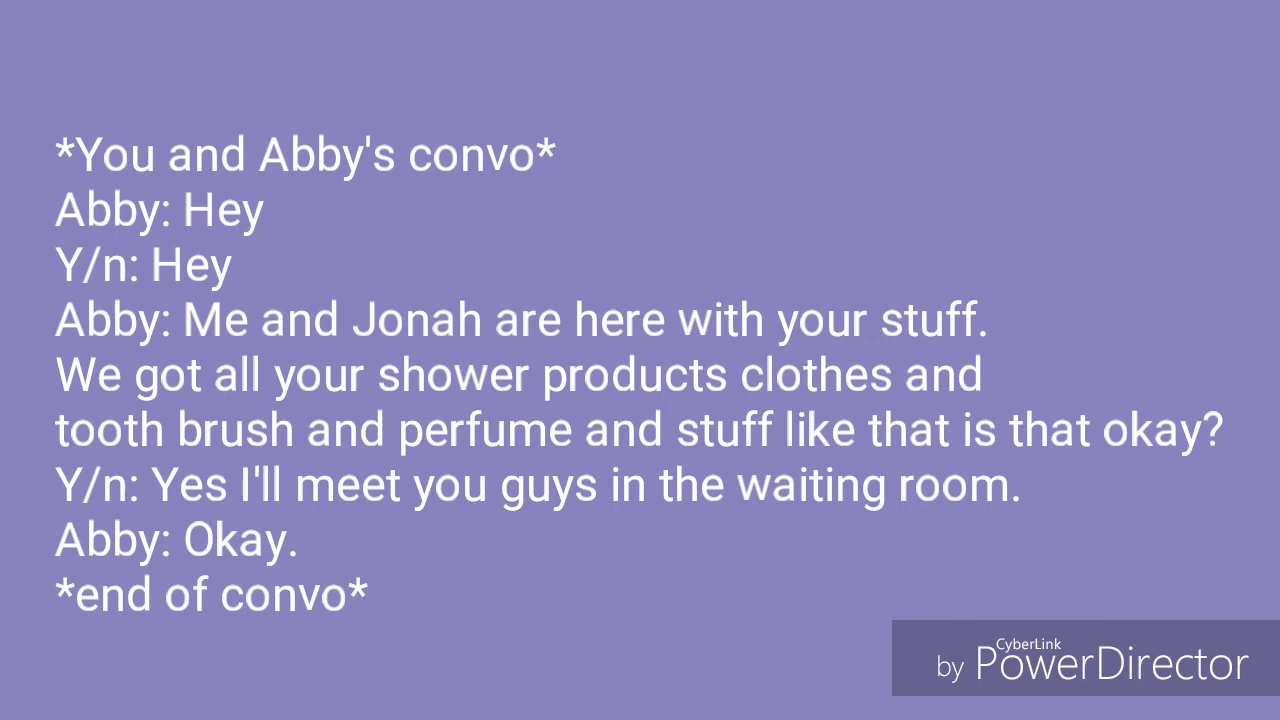 *You and Abby's convo*
Abby: Hey
Y/n: Hey
Abby: Me and Jonah are here with your stuff.
We got all your shower products clothes and
tooth brush and perfume and stuff like that is that okay?
Y/n: Yes I'll meet you guys in the waiting room.
Abby: Okay.
*end of convo*
CyberLink
by PowerDirector